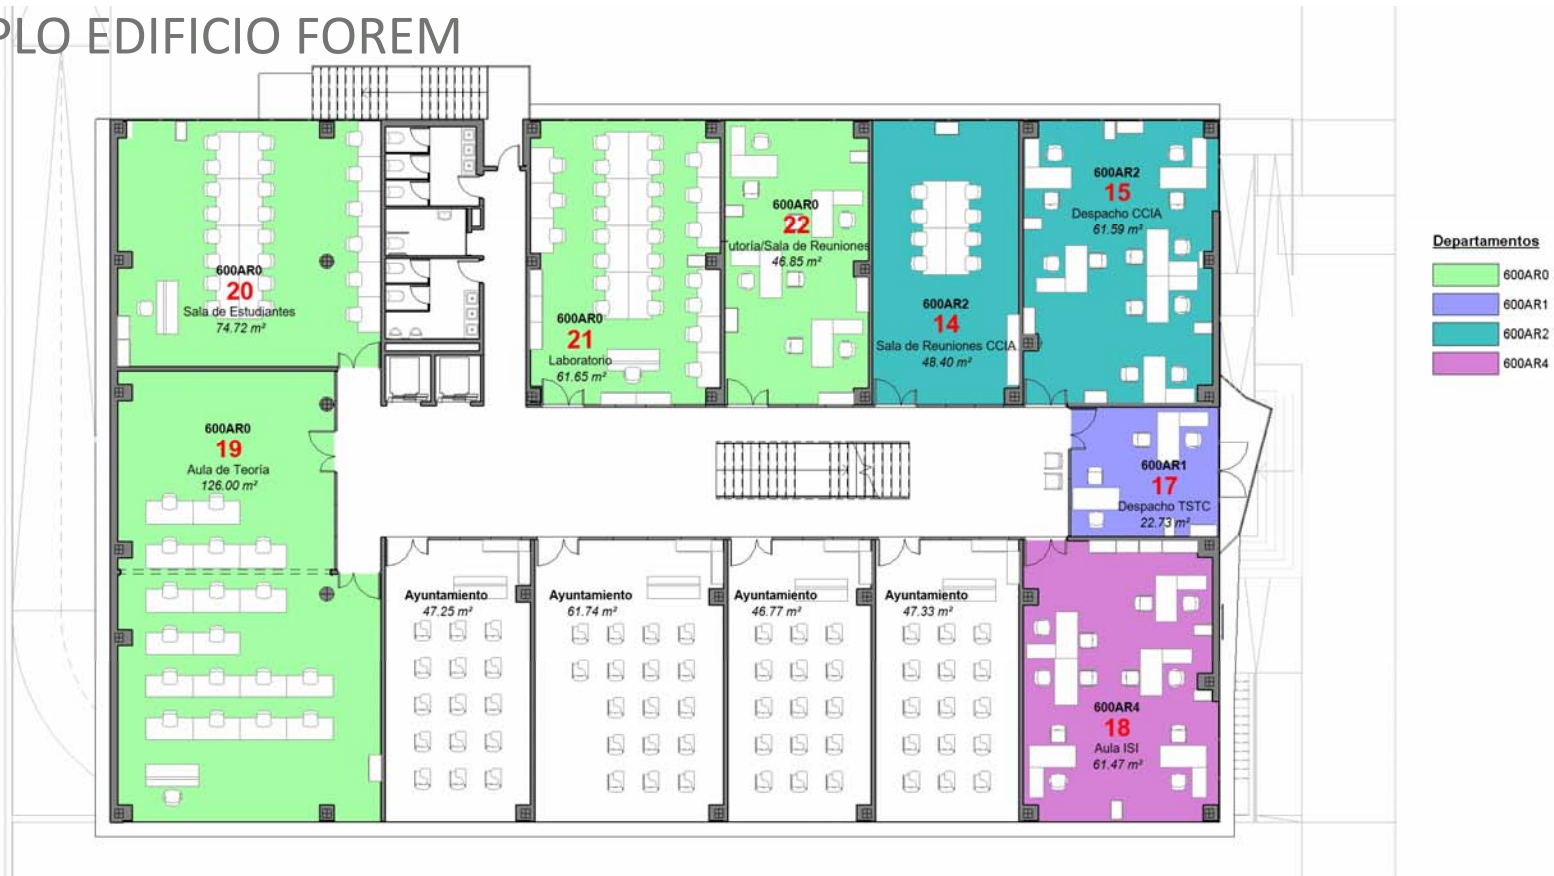 PLO EDIFICIO FOREM
600AR0
20
Sala de Estudiantes
74.72 m²
600AR0
21
Laboratorio
61.65 m²
600AR0
22
Tutoría/Sala de Reuniones
46.85 m²
600AR2
14
Sala de Reuniones CCIA
48.40 m²
600AR2
15
Despacho CCIA
61.59 m²
Departamentos
600AR0
600AR1
600AR2
600AR4
600AR0
19
Aula de Teoría
126.00 m²
600AR1
17
Despacho TSTC
22.73 m²
Ayuntamiento
47.25 m²
Ayuntamiento
61.74 m²
Ayuntamiento
46.77 m²
Ayuntamiento
47.33 m²
600AR4
18
Aula ISI
61.47 m²